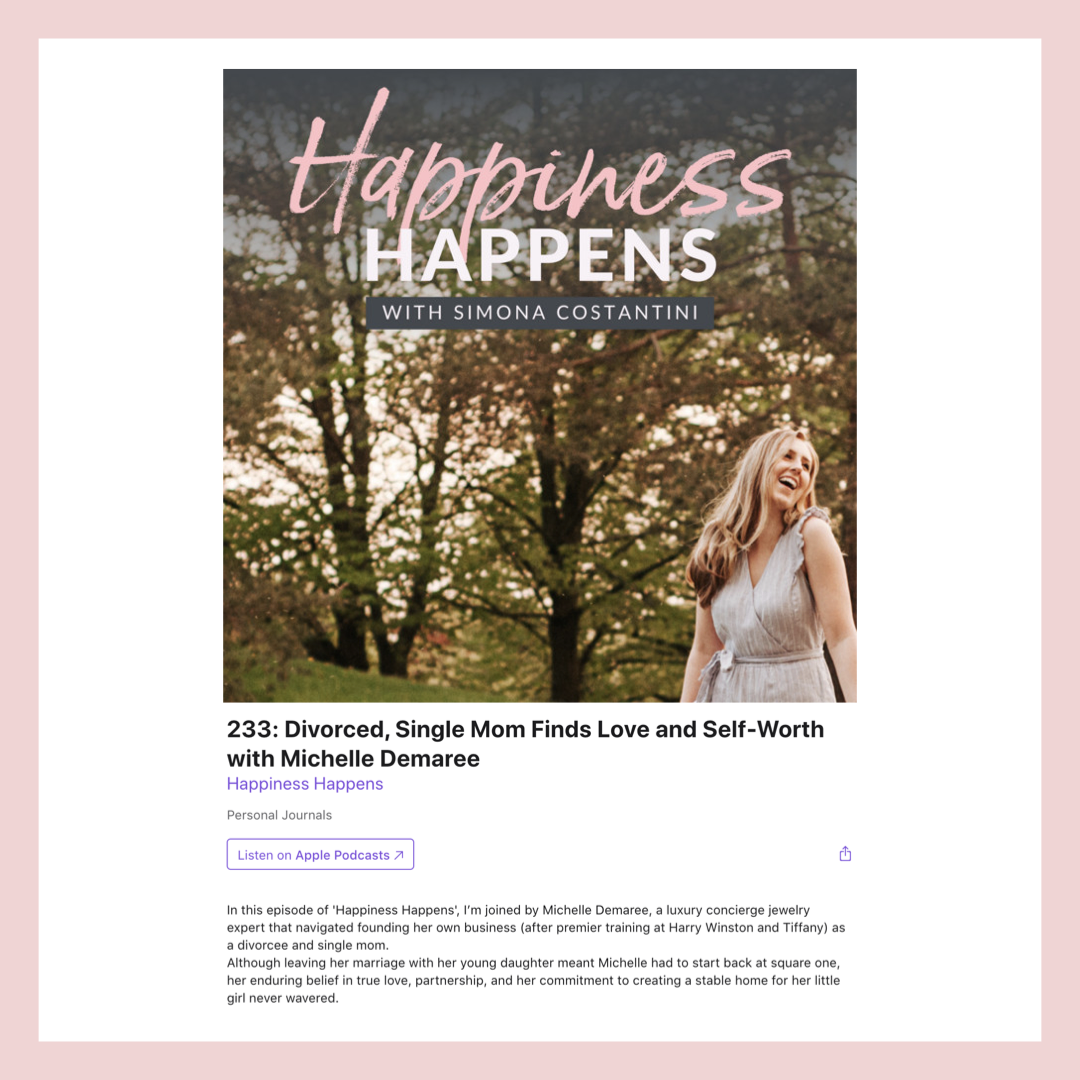 Happiness
HAPPENS
WITH SIMONA COSTANTINI
233: Divorced, Single Mom Finds Love and Self-Worth
with Michelle Demaree
Happiness Happens
Personal Journals
Listen on Apple Podcasts ↗
In this episode of 'Happiness Happens', I’m joined by Michelle Demaree, a luxury concierge jewelry
expert that navigated founding her own business (after premier training at Harry Winston and Tiffany) as
a divorcee and single mom.
Although leaving her marriage with her young daughter meant Michelle had to start back at square one,
her enduring belief in true love, partnership, and her commitment to creating a stable home for her little
girl never wavered.